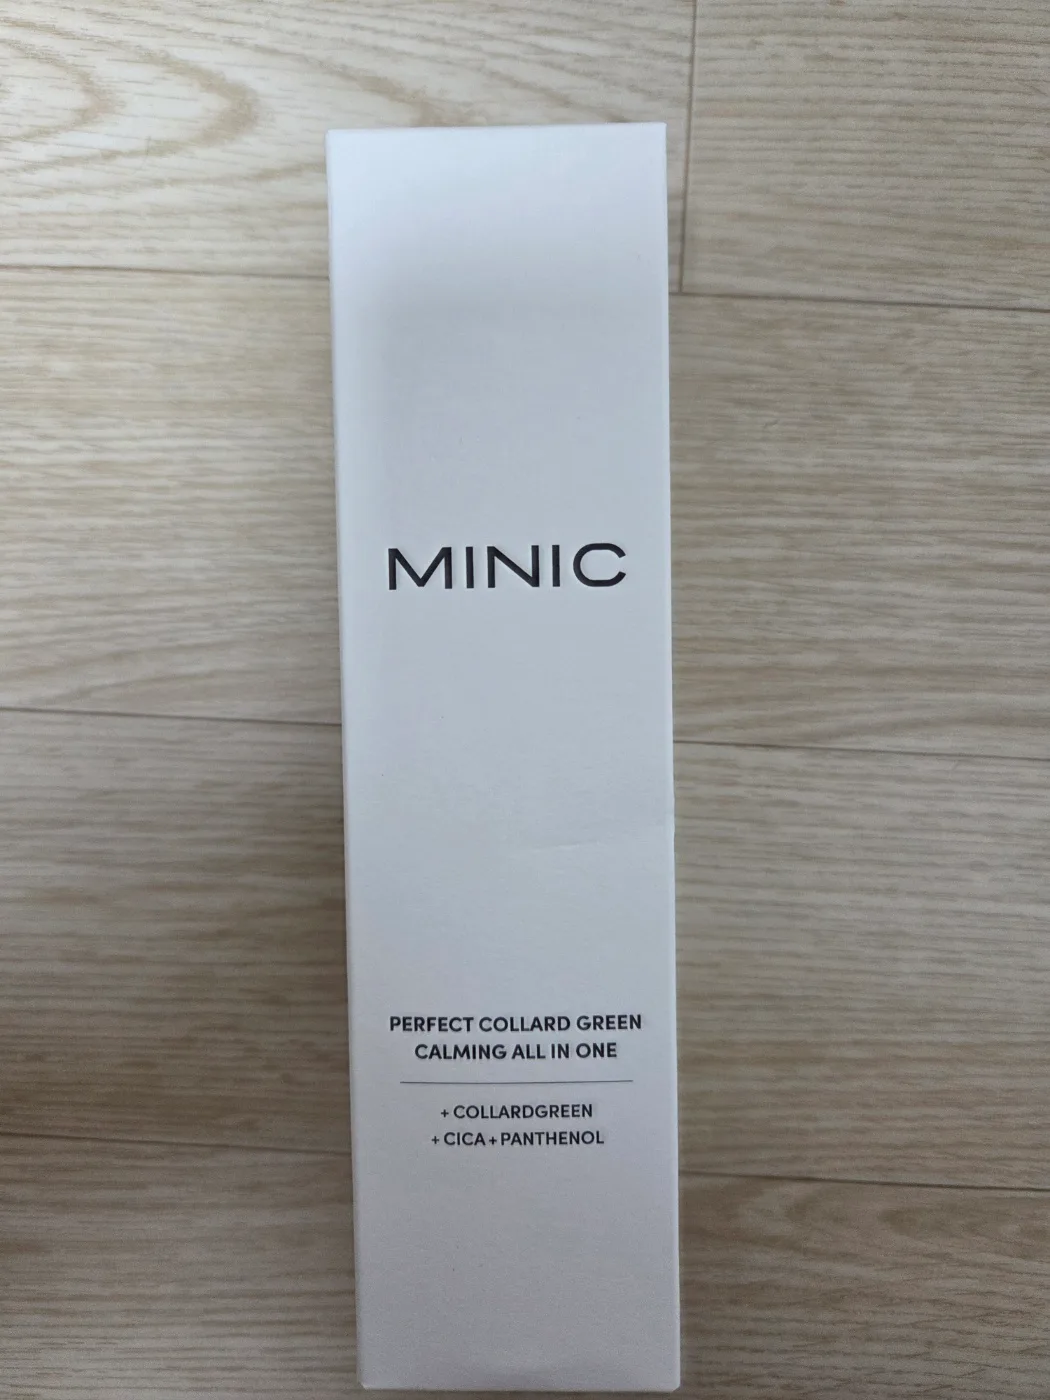 MINIC
PERFECT COLLARD GREEN
CALMING ALL IN ONE
+ COLLARDGREEN
+ CICA + PANTHENOL